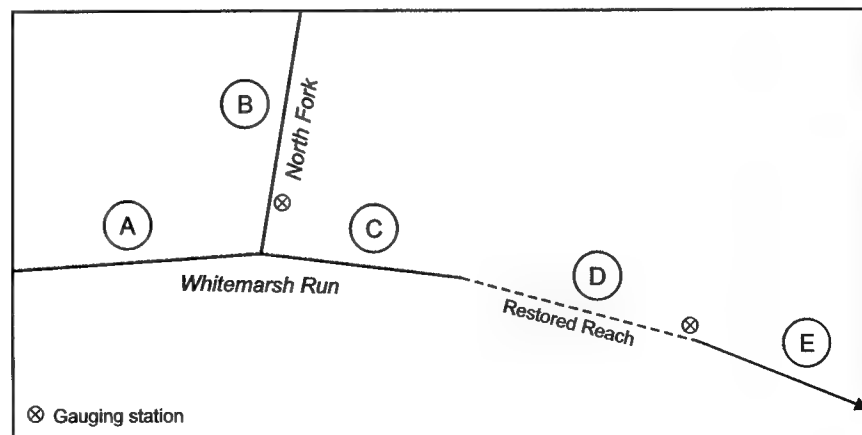 B
North Fork
A
C
Whitemarsh Run
D
Restored Reach
E
Gauging station